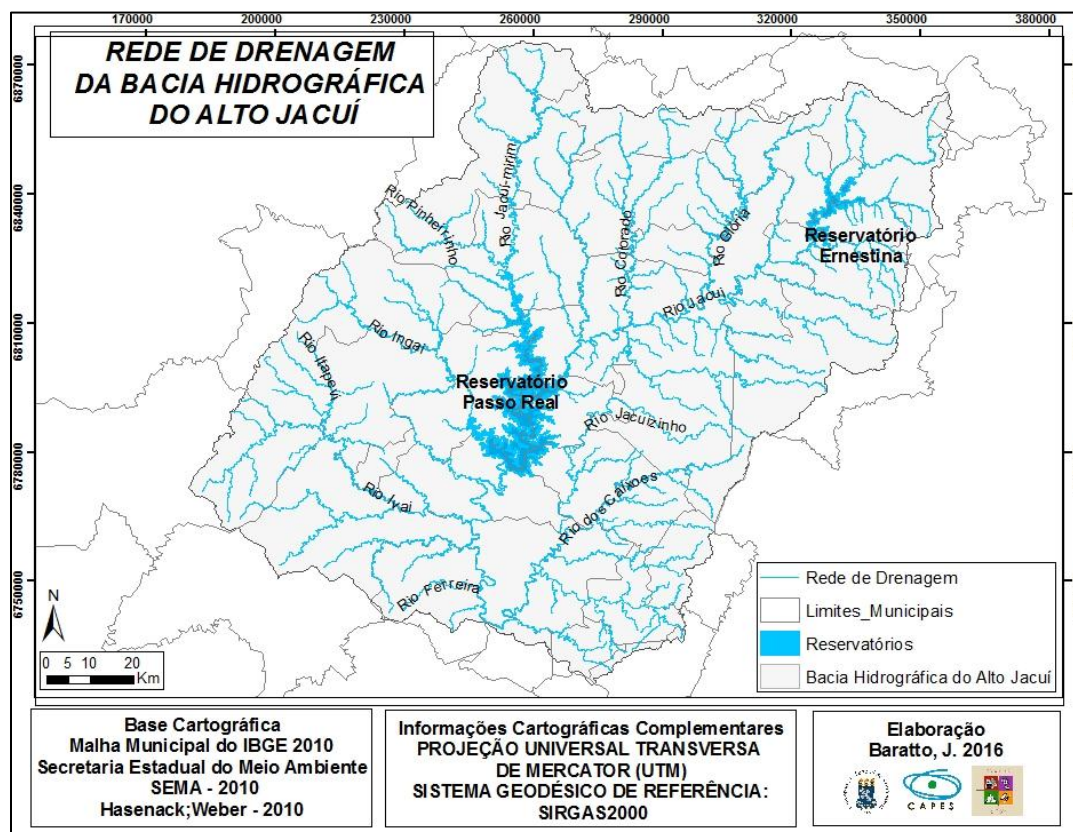 170000 200000 230000 260000 290000 320000 350000 380000
REDE DE DRENAGEM
DA BACIA HIDROGRÁFICA
DO ALTO JACUÍ
6870000
6840000
6810000
6780000
6750000
Rio Jacuí-mirim
Rio Pinheirinho
Rio Colorado
Rio Glória
Reservatório
Ernestina
Rio Jacui
Rio Ingai
Rio Itapevi
Reservatório
Passo Real
Rio Jacuizinho
Rio Ivai
Rio dos Caixoes
Rio Ferreira
N
0 5 10 20
Km
Rede de Drenagem
Limites_Municipais
Reservatórios
Bacia Hidrográfica do Alto Jacuí
Base Cartográfica
Malha Municipal do IBGE 2010
Secretaria Estadual do Meio Ambiente
SEMA - 2010
Hasenack;Weber - 2010
Informações Cartográficas Complementares
PROJEÇÃO UNIVERSAL TRANSVERSA
DE MERCATOR (UTM)
SISTEMA GEODÉSICO DE REFERÊNCIA:
SIRGAS2000
Elaboração
Baratto, J. 2016
CAPES